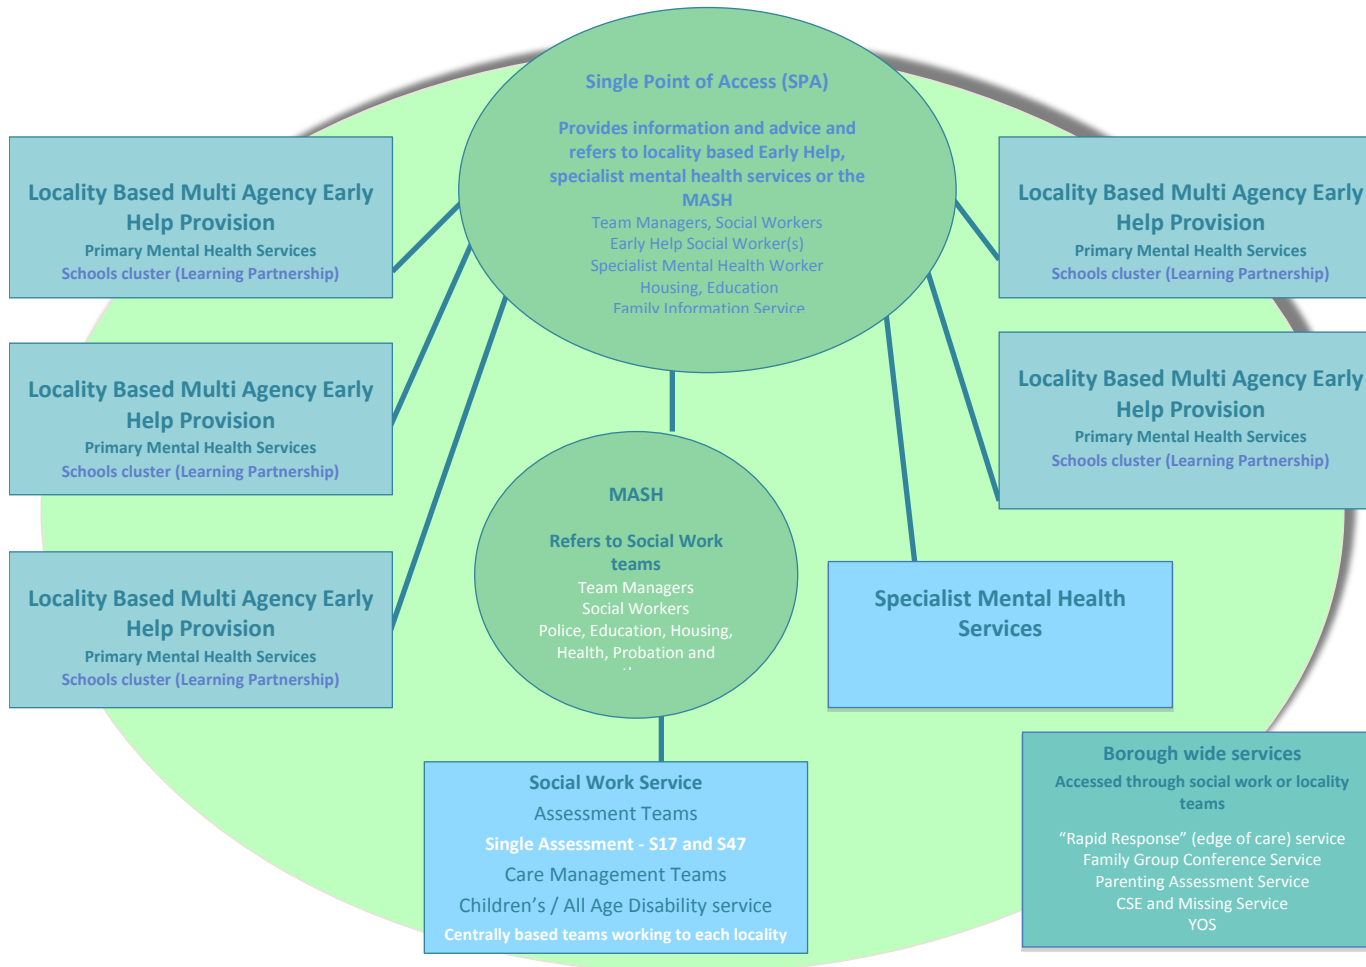 Single Point of Access (SPA)
Provides information and advice and
refers to locality based Early Help,
specialist mental health services or the
MASH
Team Managers, Social Workers
Early Help Social Worker(s)
Specialist Mental Health Worker
Housing, Education
Family Information Service
Locality Based Multi Agency Early
Help Provision
Primary Mental Health Services
Schools cluster (Learning Partnership)
Locality Based Multi Agency Early
Help Provision
Primary Mental Health Services
Schools cluster (Learning Partnership)
Locality Based Multi Agency Early
Help Provision
Primary Mental Health Services
Schools cluster (Learning Partnership)
Locality Based Multi Agency Early
Help Provision
Primary Mental Health Services
Schools cluster (Learning Partnership)
Locality Based Multi Agency Early
Help Provision
Primary Mental Health Services
Schools cluster (Learning Partnership)
MASH
Refers to Social Work
teams
Team Managers
Social Workers
Police, Education, Housing,
Health, Probation and
Specialist Mental Health
Services
Social Work Service
Assessment Teams
Single Assessment - S17 and S47
Care Management Teams
Children's / All Age Disability service
Centrally based teams working to each locality
Borough wide services
Accessed through social work or locality
teams
“Rapid Response” (edge of care) service
Family Group Conference Service
Parenting Assessment Service
CSE and Missing Service
YOS